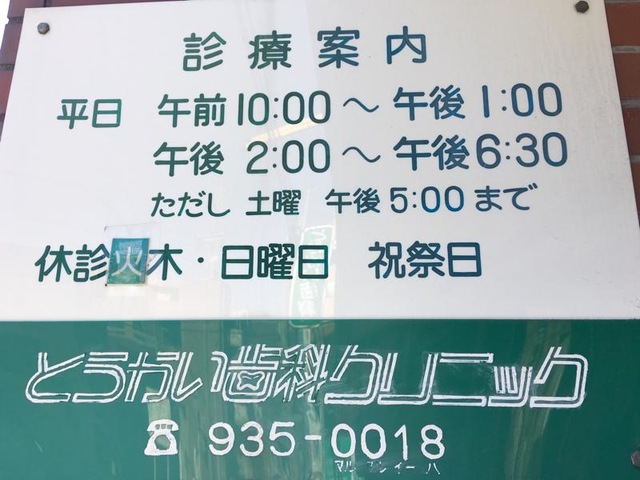 診療案内
平日 午前10:00～午後1:00
午後2:00～午後6:30
ただし 土曜 午後5:00まで
休診 火 木・日曜日 祝祭日
とうかい歯科クリニック
☎ 935-0018